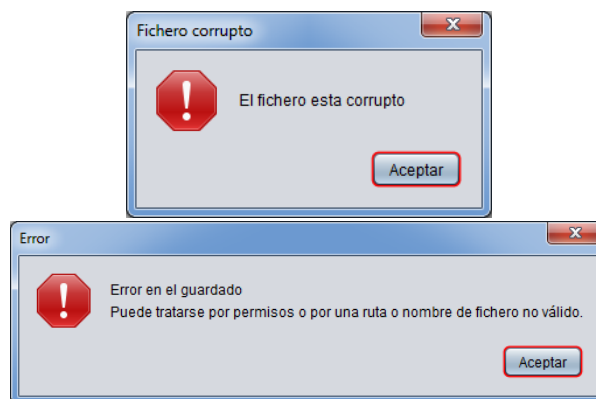 Fichero corrupto
El fichero esta corrupto
Aceptar
Error
Error en el guardado
Puede tratarse por permisos o por una ruta o nombre de fichero no válido.
Aceptar